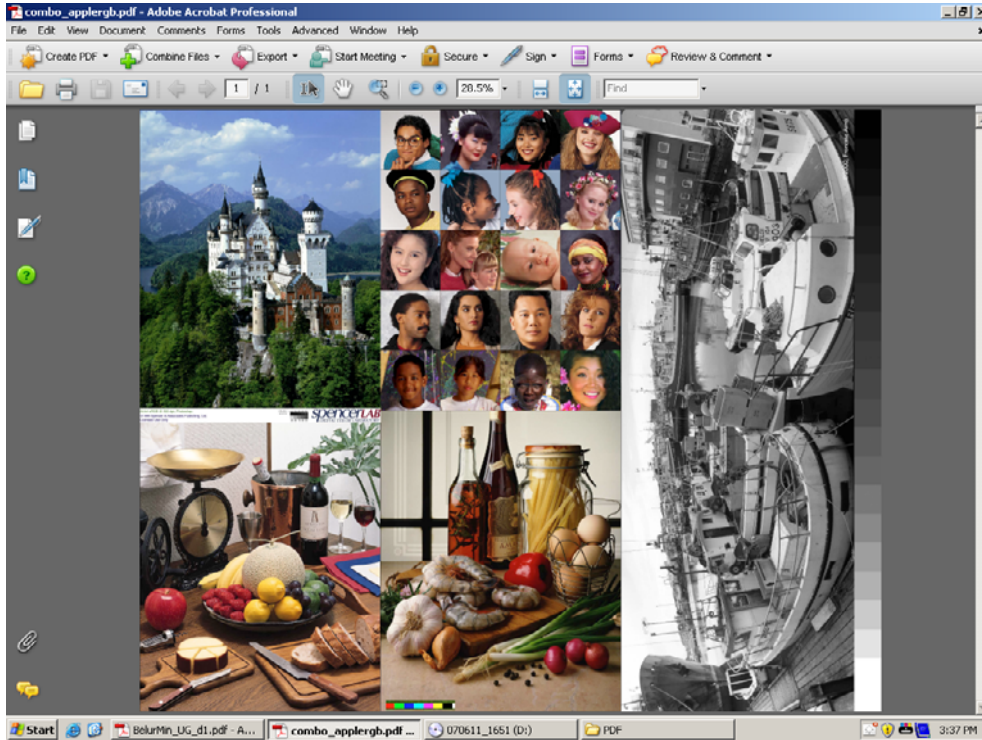 combo_applergb.pdf - Adobe Acrobat Professional
File Edit View Document Comments Forms Tools Advanced Window Help
Create PDF Combine Files Export Start Meeting Secure Sign Forms Review & Comment
1 / 1 20.5% Find
spencerLAB
Start BelurMin_UG_d1.pdf - A... combo_applergb.pdf ... 070611_1651 (D:) PDF 3:37 PM